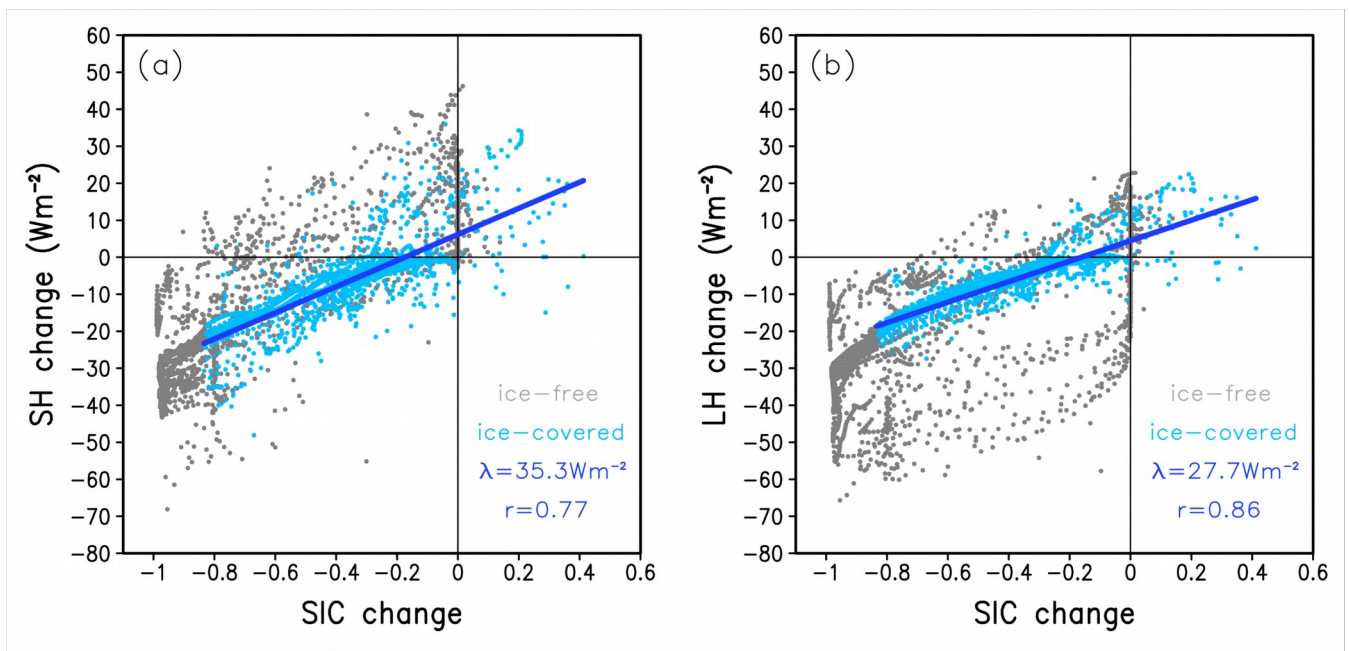 (a)
60
50
40
30
20
10
0
−10
−20
−30
−40
−50
−60
−70
−80
SH change (Wm⁻²)
−1 −0.8 −0.6 −0.4 −0.2 0 0.2 0.4 0.6
SIC change
ice−free
ice−covered
λ=35.3Wm⁻²
r=0.77
(b)
60
50
40
30
20
10
0
−10
−20
−30
−40
−50
−60
−70
−80
LH change (Wm⁻²)
−1 −0.8 −0.6 −0.4 −0.2 0 0.2 0.4 0.6
SIC change
ice−free
ice−covered
λ=27.7Wm⁻²
r=0.86